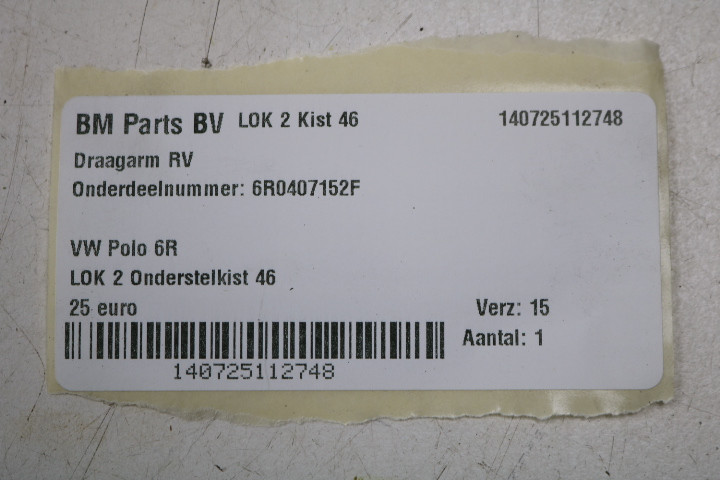 BM Parts BV LOK 2 Kist 46 140725112748
Draagarm RV
Onderdeelnummer: 6R0407152F
VW Polo 6R
LOK 2 Onderstelkist 46
25 euro Verz: 15
Aantal: 1
140725112748